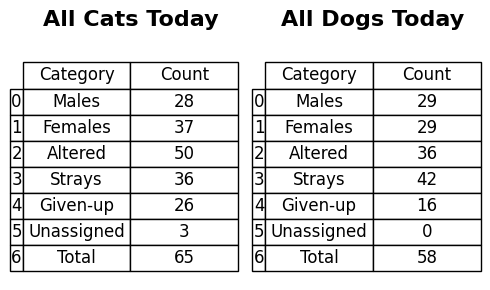 All Cats Today
Category Count
0 Males 28
1 Females 37
2 Altered 50
3 Strays 36
4 Given-up 26
5 Unassigned 3
6 Total 65
All Dogs Today
Category Count
0 Males 29
1 Females 29
2 Altered 36
3 Strays 42
4 Given-up 16
5 Unassigned 0
6 Total 58